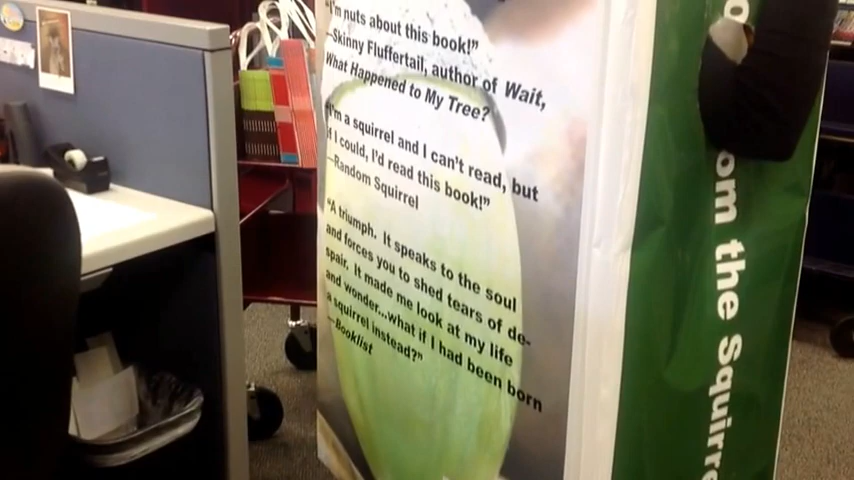 "I'm nuts about this book!"
—Skinny Fluffertail, author of Wait,
What Happened to My Tree?
"I'm a squirrel and I can't read, but
if I could, I'd read this book!"
—Random Squirrel
"A triumph. It speaks to the soul
and forces you to shed tears of de-
spair. It made me look at my life
and wonder...what if I had been born
a squirrel instead?"
—Booklist
om the Squirre